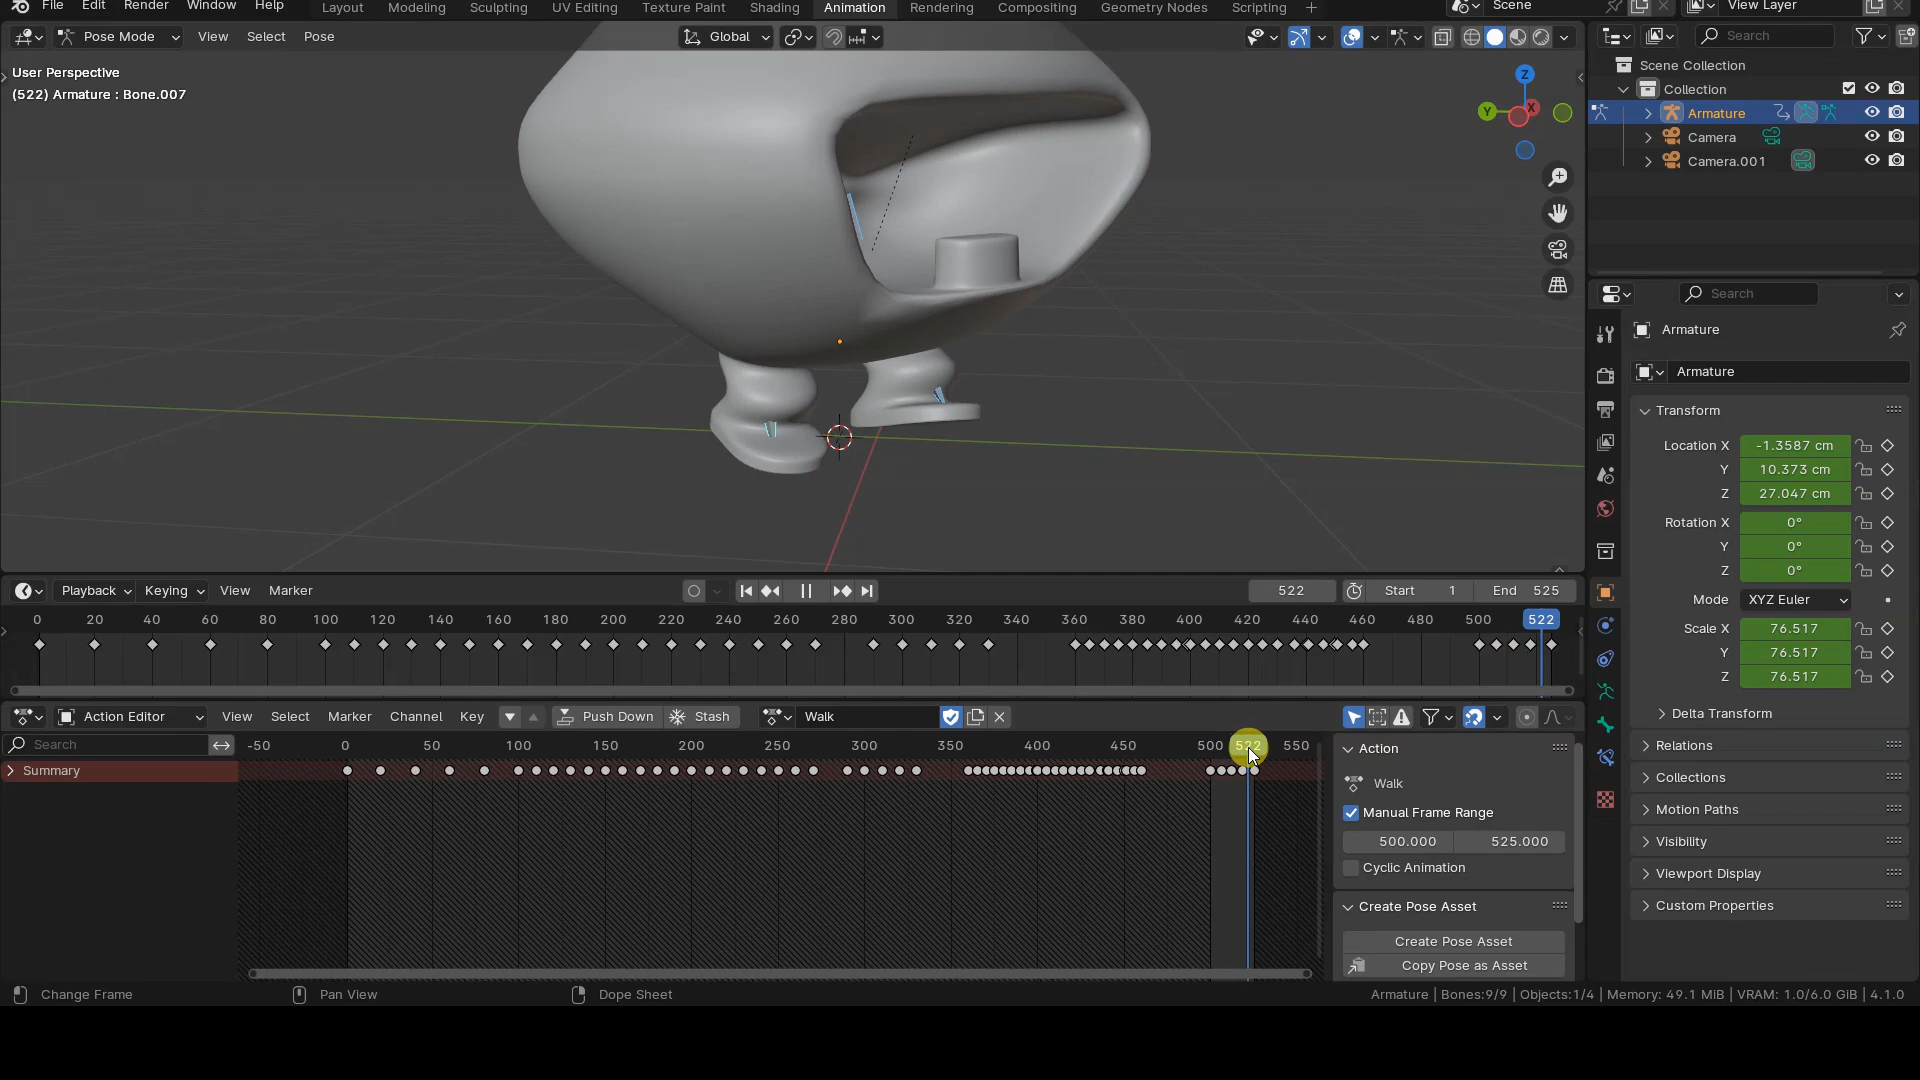 File Edit Render Window Help Layout Modeling Sculpting UV Editing Texture Paint Shading Animation Rendering Compositing Geometry Nodes Scripting + Scene View Layer
Pose Mode View Select Pose Global Search
User Perspective
(522) Armature : Bone.007
Z
Y
X
Scene Collection
Collection
Armature
Camera
Camera.001
Search
Armature
Armature
Transform
Location X -1.3587 cm
Y 10.373 cm
Z 27.047 cm
Rotation X 0°
Y 0°
Z 0°
Mode XYZ Euler
Scale X 76.517
Y 76.517
Z 76.517
Delta Transform
Relations
Collections
Motion Paths
Visibility
Viewport Display
Custom Properties
Playback Keying View Marker 522 Start 1 End 525
0 20 40 60 80 100 120 140 160 180 200 220 240 260 280 300 320 340 360 380 400 420 440 460 480 500 522
Action Editor View Select Marker Channel Key Push Down Stash Walk
Search -50 0 50 100 150 200 250 300 350 400 450 500 522 550
Summary
Action
Walk
Manual Frame Range
500.000 525.000
Cyclic Animation
Create Pose Asset
Create Pose Asset
Copy Pose as Asset
Change Frame Pan View Dope Sheet Armature | Bones:9/9 | Objects:1/4 | Memory: 49.1 MiB | VRAM: 1.0/6.0 GiB | 4.1.0